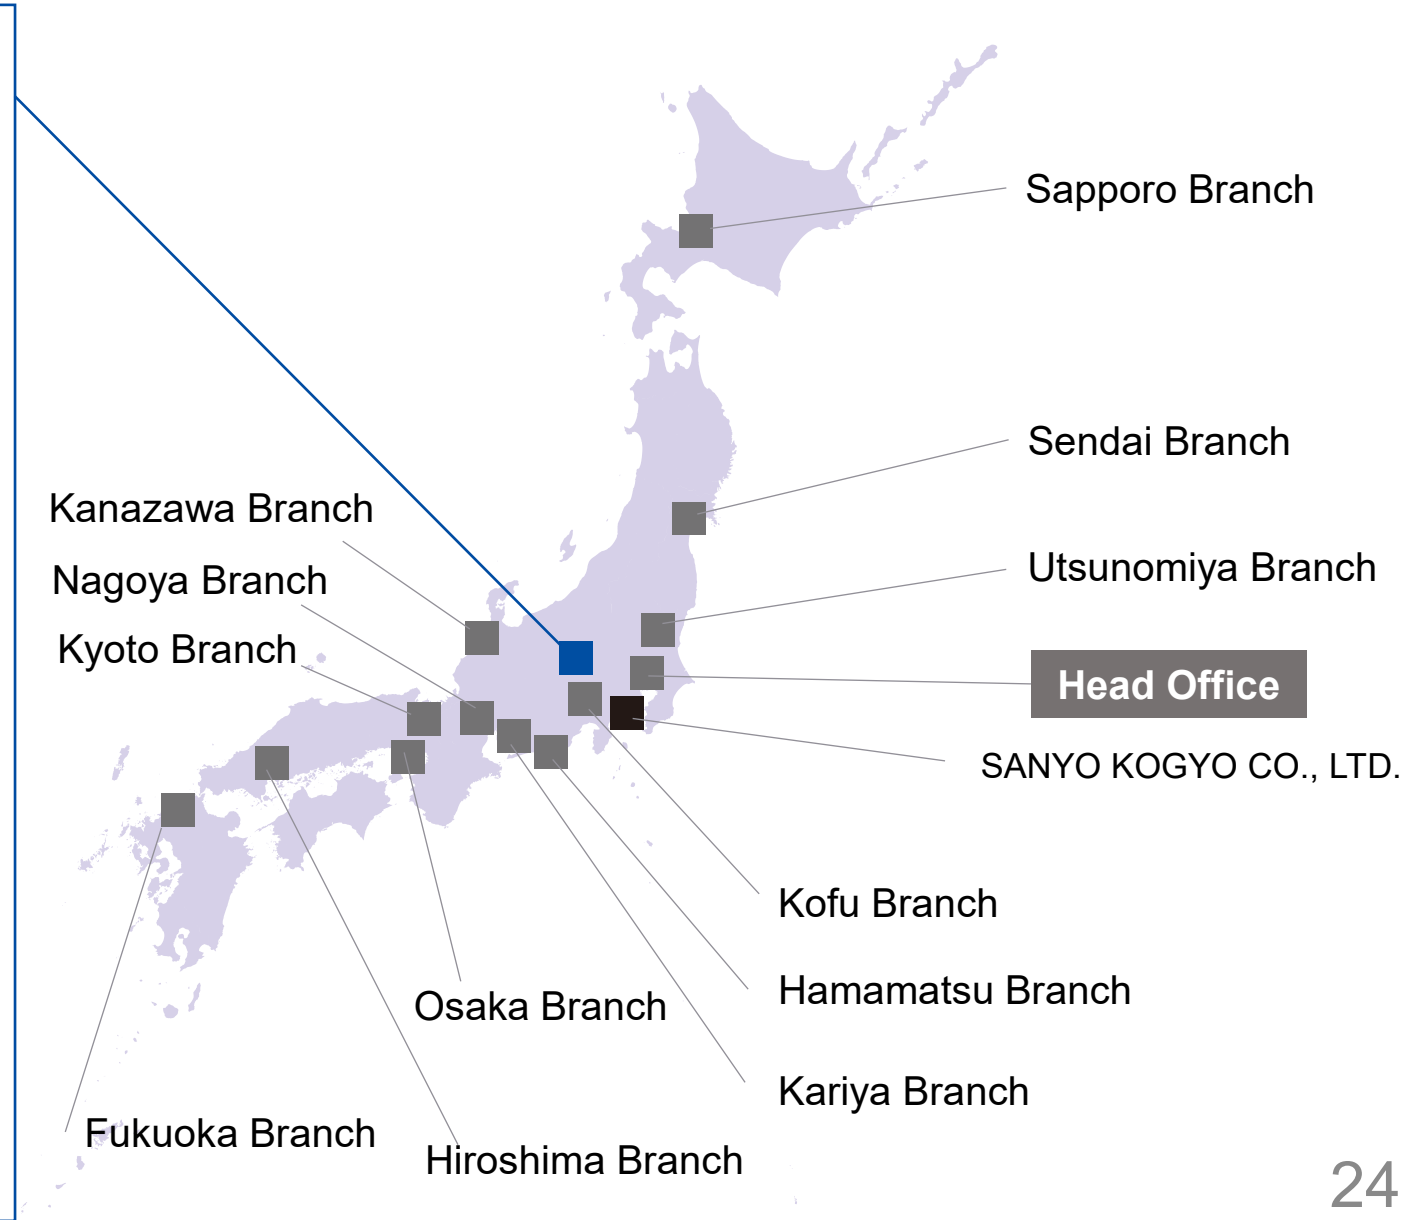 Sapporo Branch
Sendai Branch
Kanazawa Branch
Utsunomiya Branch
Nagoya Branch
Kyoto Branch
Head Office
SANYO KOGYO CO., LTD.
Kofu Branch
Hamamatsu Branch
Osaka Branch
Kariya Branch
Fukuoka Branch
Hiroshima Branch
24